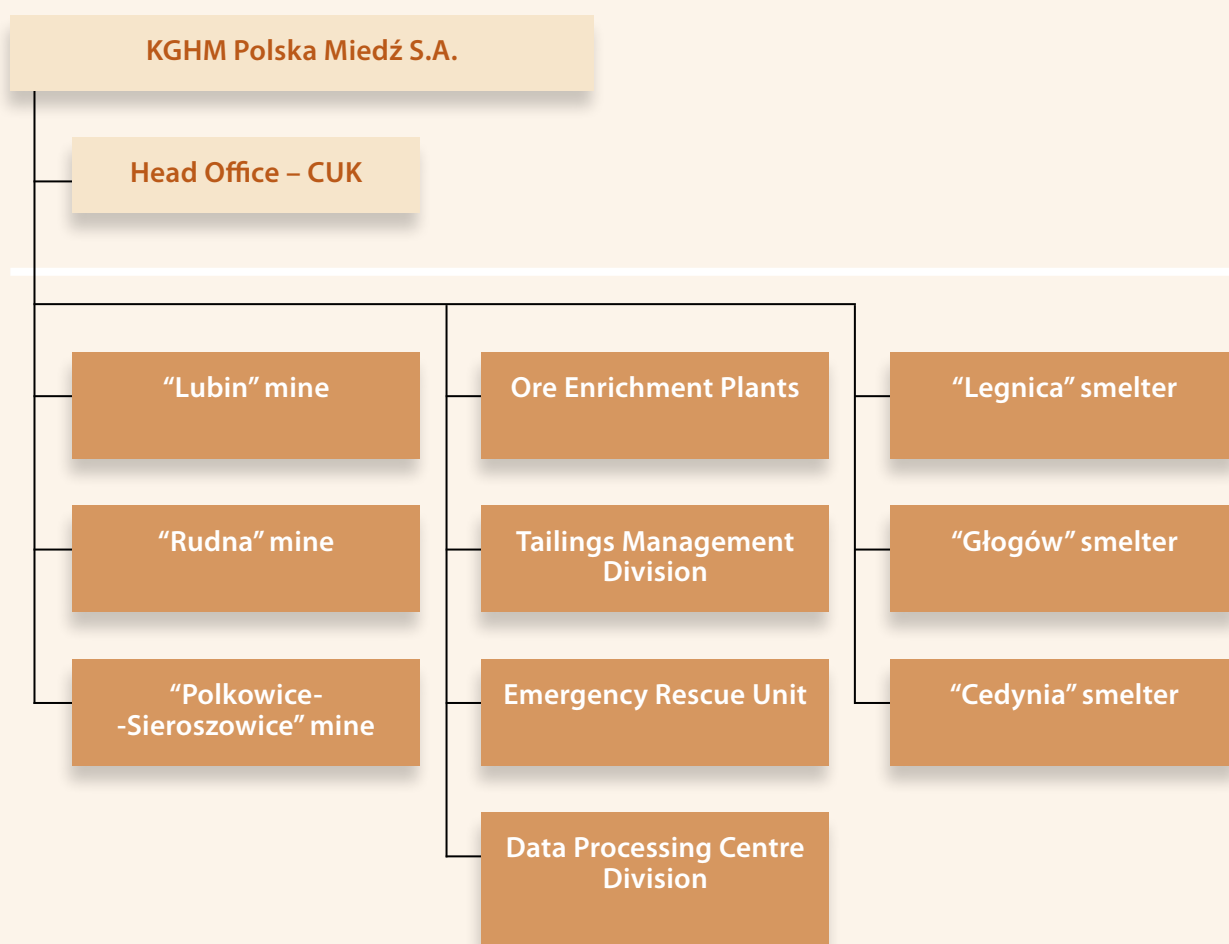 KGHM Polska Miedź S.A.
Head Office – CUK
“Lubin” mine
“Rudna” mine
“Polkowice-
-Sieroszowice” mine
Ore Enrichment Plants
Tailings Management
Division
Emergency Rescue Unit
Data Processing Centre
Division
“Legnica” smelter
“Głogów” smelter
“Cedynia” smelter